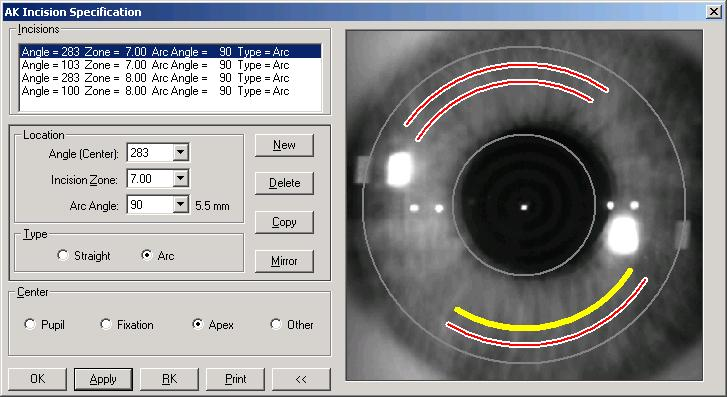 AK Incision Specification
Incisions
Angle = 283 Zone = 7.00 Arc Angle = 90 Type = Arc
Angle = 103 Zone = 7.00 Arc Angle = 90 Type = Arc
Angle = 283 Zone = 8.00 Arc Angle = 90 Type = Arc
Angle = 100 Zone = 8.00 Arc Angle = 90 Type = Arc
Location
Angle (Center): 283
Incision Zone: 7.00
Arc Angle: 90 5.5 mm
New
Delete
Copy
Mirror
Type
Straight Arc
Center
Pupil Fixation Apex Other
OK Apply RK Print <<